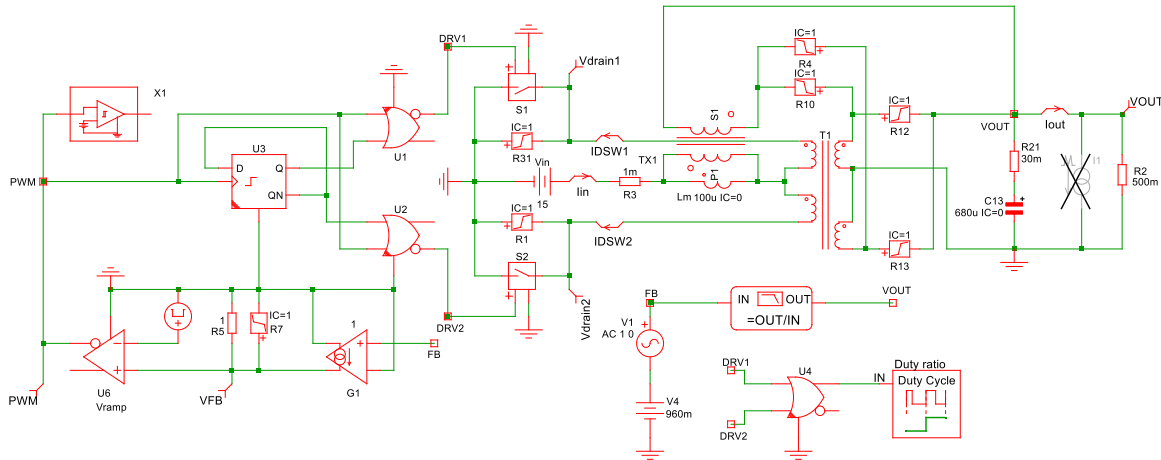 X1
PWM
DRV1
U3
D
Q
QN
U1
U2
DRV2
S1
IC=1
R31
Vdrain1
IDSW1
Vin
15
Iin
1m
R3
IC=1
R1
IDSW2
S2
Vdrain2
S1
TX1
P1
Lm 100u IC=0
IC=1
R4
IC=1
R10
T1
IC=1
R12
IC=1
R13
VOUT
Iout
VOUT
R21
30m
C13
680u IC=0
+
I1
R2
500m
1
R5
IC=1
R7
1
G1
FB
U6
Vramp
PWM
VFB
FB
IN
OUT
=OUT/IN
VOUT
V1
AC 1 0
V4
960m
DRV1
DRV2
U4
IN
Duty ratio
Duty Cycle